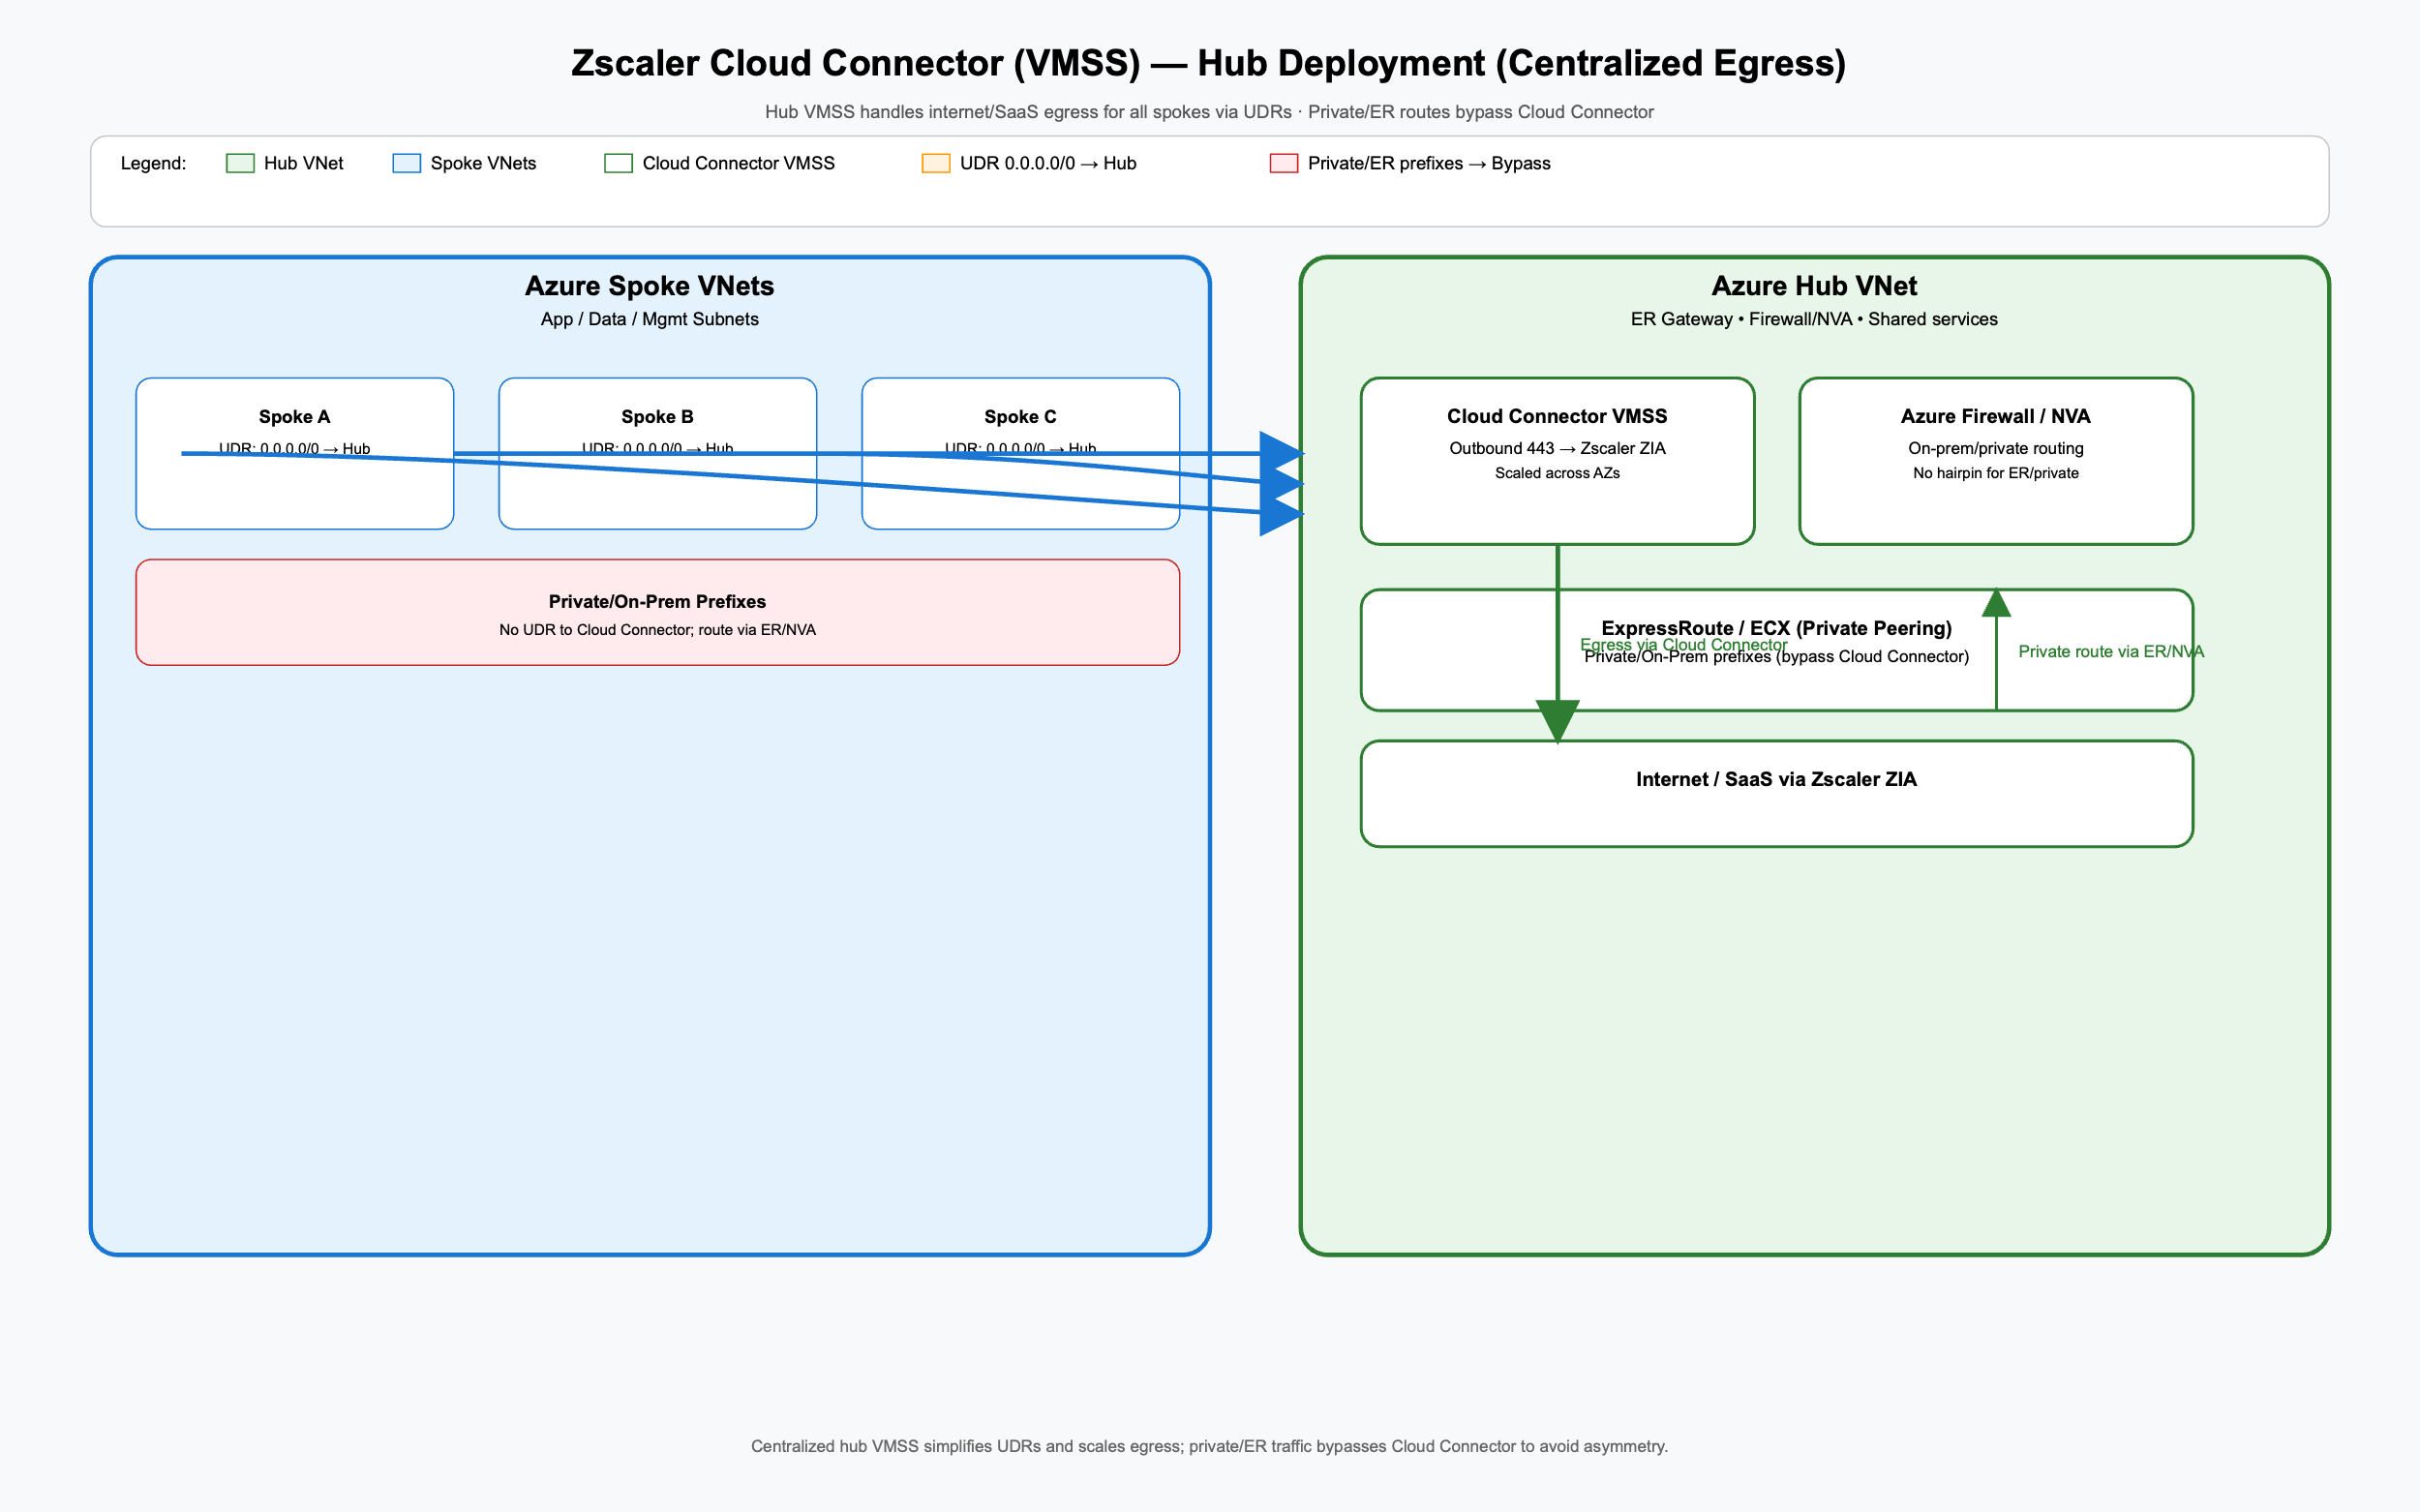 Zscaler Cloud Connector (VMSS) — Hub Deployment (Centralized Egress)
Hub VMSS handles internet/SaaS egress for all spokes via UDRs · Private/ER routes bypass Cloud Connector
Legend:
Hub VNet
Spoke VNets
Cloud Connector VMSS
UDR 0.0.0.0/0 → Hub
Private/ER prefixes → Bypass
Azure Spoke VNets
App / Data / Mgmt Subnets
Spoke A
UDR: 0.0.0.0/0 → Hub
Spoke B
UDR: 0.0.0.0/0 → Hub
Spoke C
UDR: 0.0.0.0/0 → Hub
Private/On-Prem Prefixes
No UDR to Cloud Connector; route via ER/NVA
Azure Hub VNet
ER Gateway • Firewall/NVA • Shared services
Cloud Connector VMSS
Outbound 443 → Zscaler ZIA
Scaled across AZs
Azure Firewall / NVA
On-prem/private routing
No hairpin for ER/private
ExpressRoute / ECX (Private Peering)
Egress via Cloud Connector
Private/On-Prem prefixes (bypass Cloud Connector)
Private route via ER/NVA
Internet / SaaS via Zscaler ZIA
Centralized hub VMSS simplifies UDRs and scales egress; private/ER traffic bypasses Cloud Connector to avoid asymmetry.